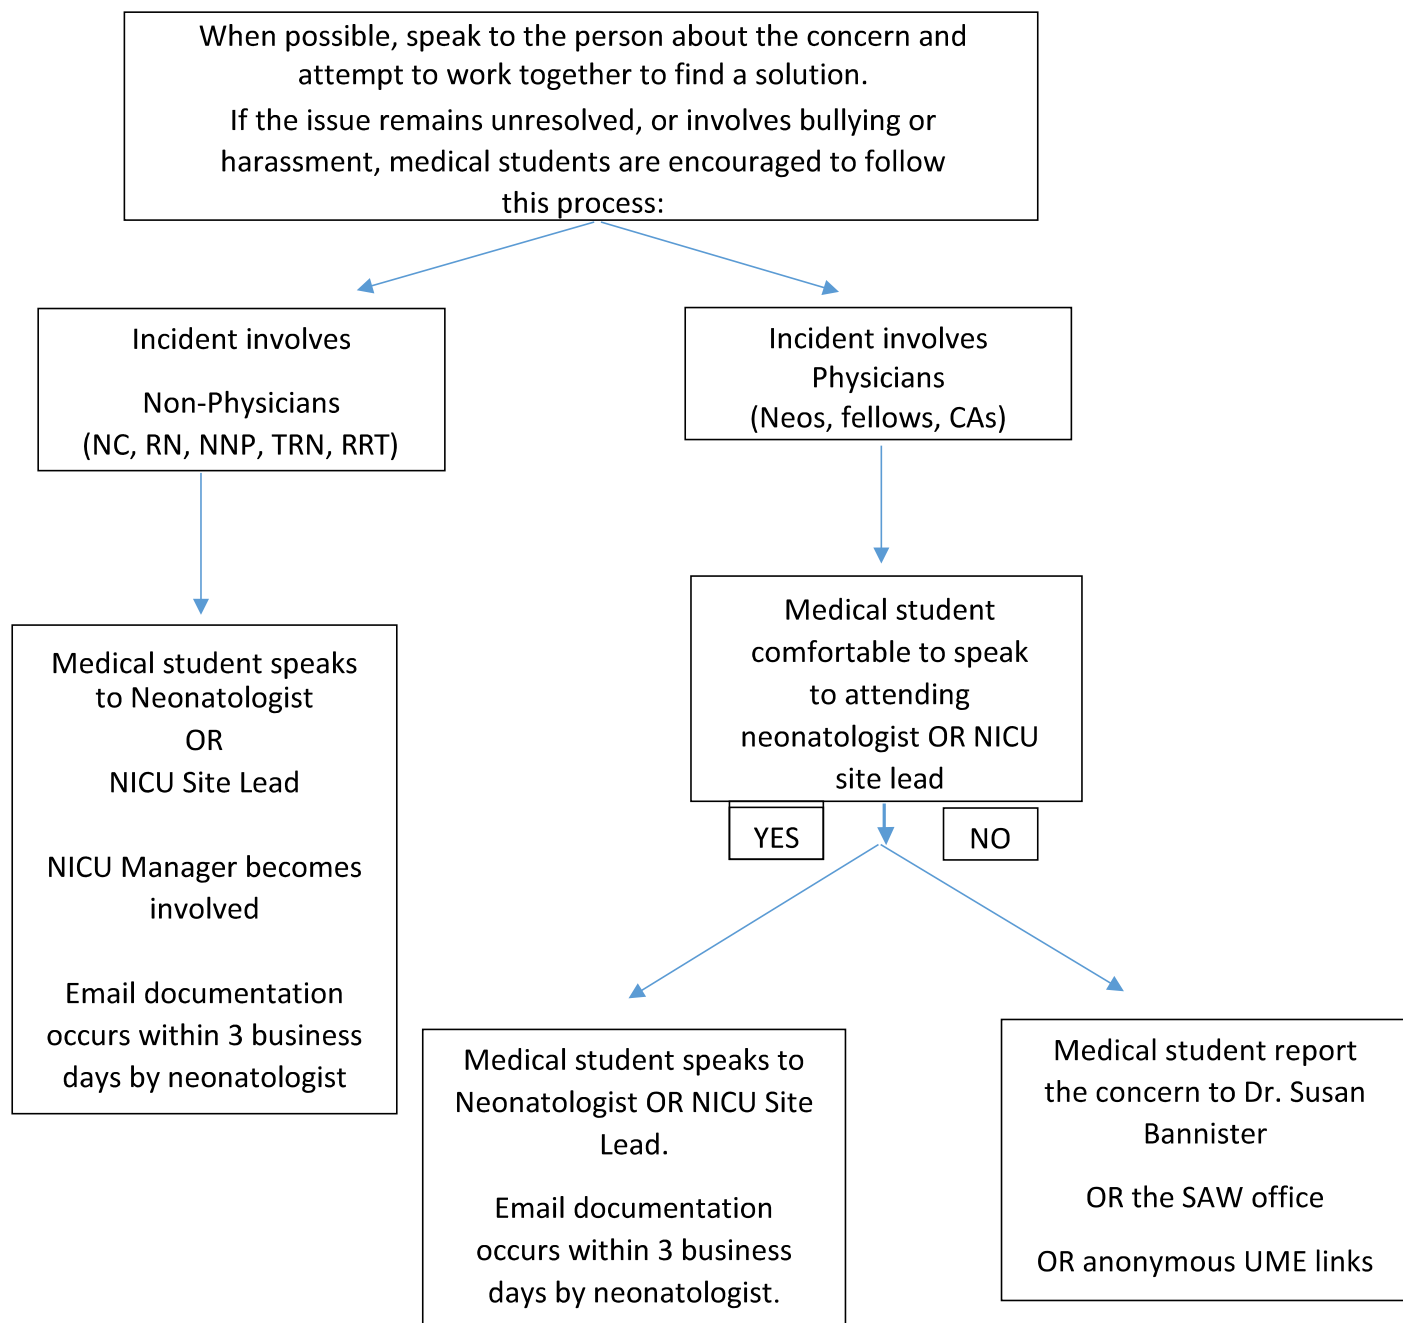 When possible, speak to the person about the concern and
attempt to work together to find a solution.
If the issue remains unresolved, or involves bullying or
harassment, medical students are encouraged to follow
this process:
Incident involves
Non-Physicians
(NC, RN, NNP, TRN, RRT)
Incident involves
Physicians
(Neos, fellows, CAs)
Medical student speaks
to Neonatologist
OR
NICU Site Lead
NICU Manager becomes
involved
Email documentation
occurs within 3 business
days by neonatologist
Medical student
comfortable to speak
to attending
neonatologist OR NICU
site lead
YES
NO
Medical student speaks to
Neonatologist OR NICU Site
Lead.
Email documentation
occurs within 3 business
days by neonatologist.
Medical student report
the concern to Dr. Susan
Bannister
OR the SAW office
OR anonymous UME links